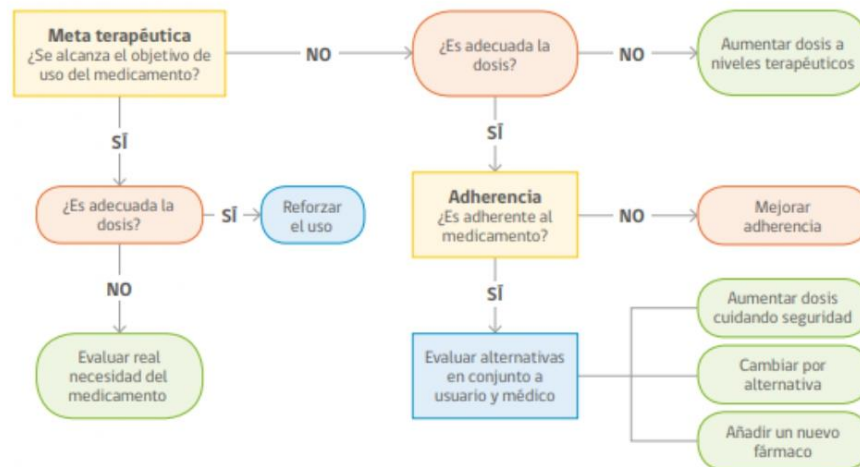 Meta terapéutica
¿Se alcanza el objetivo de
uso del medicamento?
NO
¿Es adecuada la
dosis?
NO
Aumentar dosis a
niveles terapéuticos
SÍ
SÍ
¿Es adecuada la
dosis?
SÍ
Reforzar
el uso
Adherencia
¿Es adherente al
medicamento?
NO
Mejorar
adherencia
NO
SÍ
Evaluar real
necesidad del
medicamento
Evaluar alternativas
en conjunto a
usuario y médico
Aumentar dosis
cuidando seguridad
Cambiar por
alternativa
Añadir un nuevo
fármaco